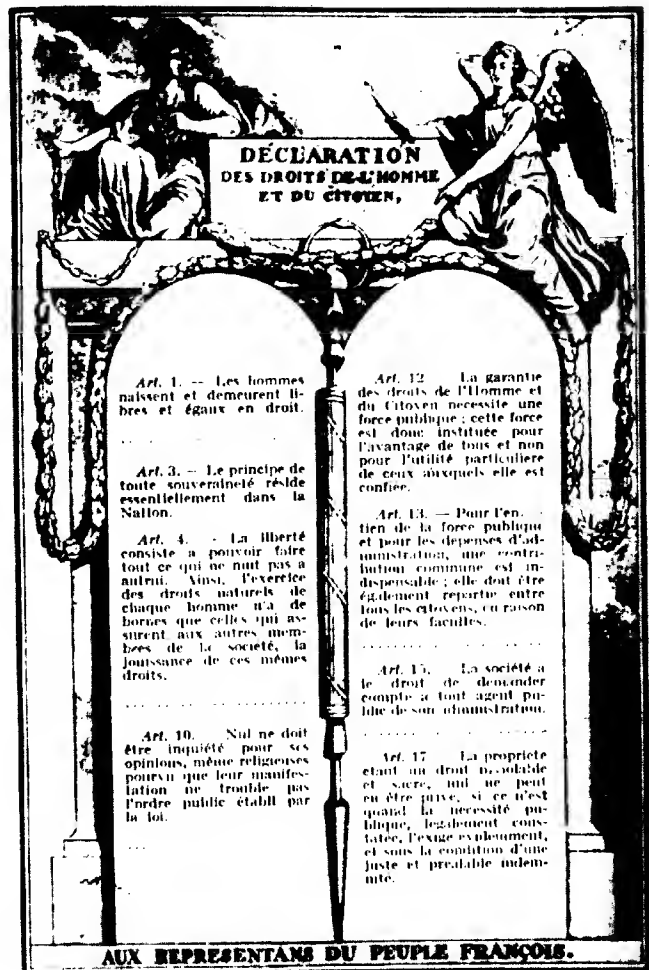 DÉCLARATION
DES DROITS DE L'HOMME
ET DU CITOYEN,
Art. 1. — Les hommes
naissent et demeurent li-
bres et égaux en droit.
. . . . . . . . . . . . . .
Art. 3. — Le principe de
toute souveraineté réside
essentiellement dans la
Nation.
Art. 4. - La liberté
consiste a pouvoir faire
tout ce qui ne nuit pas a
autrui. Ainsi, l'exercice
des droits naturels de
chaque homme n'a de
bornes que celles qui as-
surent aux autres mem-
bres de la société, la
jouissance de ces mêmes
droits.
. . . . . . . . . . . . . .
Art. 10. Nul ne doit
être inquiété pour ses
opinions, même religieuses
pourvu que leur manifes-
tation ne trouble pas
l'ordre public établi par
la loi.
. . .
Art. 12 La garantie
des droits de l'Homme et
du Citoyen necessite une
force publique ; cette force
est donc instituée pour
l'avantage de tous et non
pour l'utilité particuliere
de ceux auxquels elle est
confiée.
Art. 13. — Pour l'en.
tien de la force publique
et pour les dépenses d'ad-
ministration, une contri-
bution commune est in-
dispensable ; elle doit être
également repartie entre
tous les citoyens, en raison
de leurs facultes.
. . . . . . . . . . . . . .
Art. 15. La société a
le droit de demander
compte a tout agent pu-
blic de son administration.
. . . . . . . . . . . . . .
Art. 17 La propriete
etant un droit inviolable
et sacre, nul ne peut
en être prive, si ce n'est
quand la nécessité pu-
blique, legalement cons-
tatée, l'exige evidemment,
et sous la condition d'une
juste et prealable indem-
nité.
AUX REPRESENTANS DU PEUPLE FRANÇOIS.